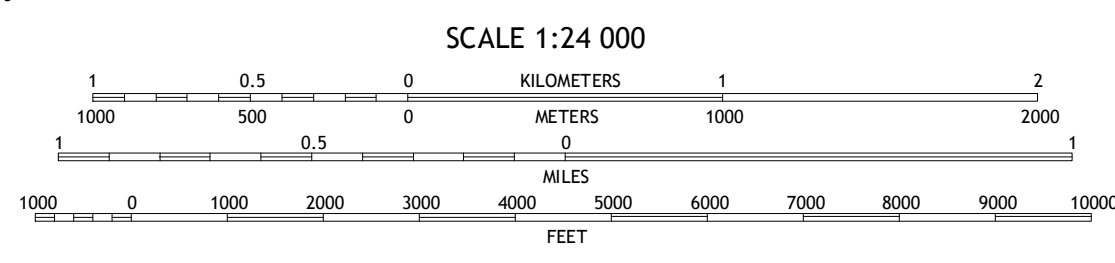 SCALE 1:24 000
1 0.5 0 KILOMETERS 1 2
1000 500 0 METERS 1000 2000
1 0.5 0 1
MILES
1000 0 1000 2000 3000 4000 5000 6000 7000 8000 9000 10000
FEET